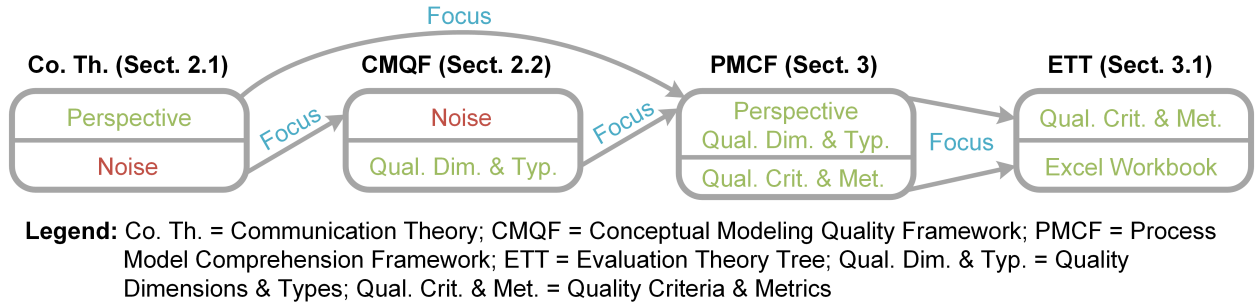 Focus
Co. Th. (Sect. 2.1)
CMQF (Sect. 2.2)
PMCF (Sect. 3)
ETT (Sect. 3.1)
Perspective
Noise
Focus
Noise
Qual. Dim. & Typ.
Focus
Perspective
Qual. Dim. & Typ.
Qual. Crit. & Met.
Focus
Qual. Crit. & Met.
Excel Workbook
Legend: Co. Th. = Communication Theory; CMQF = Conceptual Modeling Quality Framework; PMCF = Process
Model Comprehension Framework; ETT = Evaluation Theory Tree; Qual. Dim. & Typ. = Quality
Dimensions & Types; Qual. Crit. & Met. = Quality Criteria & Metrics